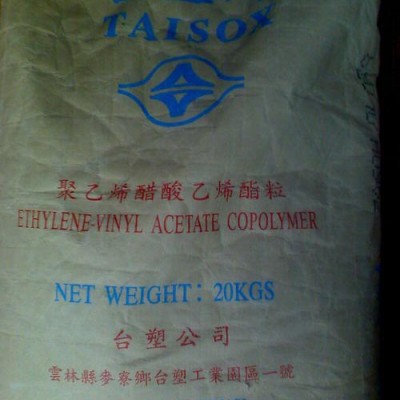 TAISOX
聚乙烯醋酸乙烯酯粒
ETHYLENE-VINYL ACETATE COPOLYMER
NET WEIGHT: 20KGS
台塑公司
雲林縣麥寮鄉台塑工業園區一號